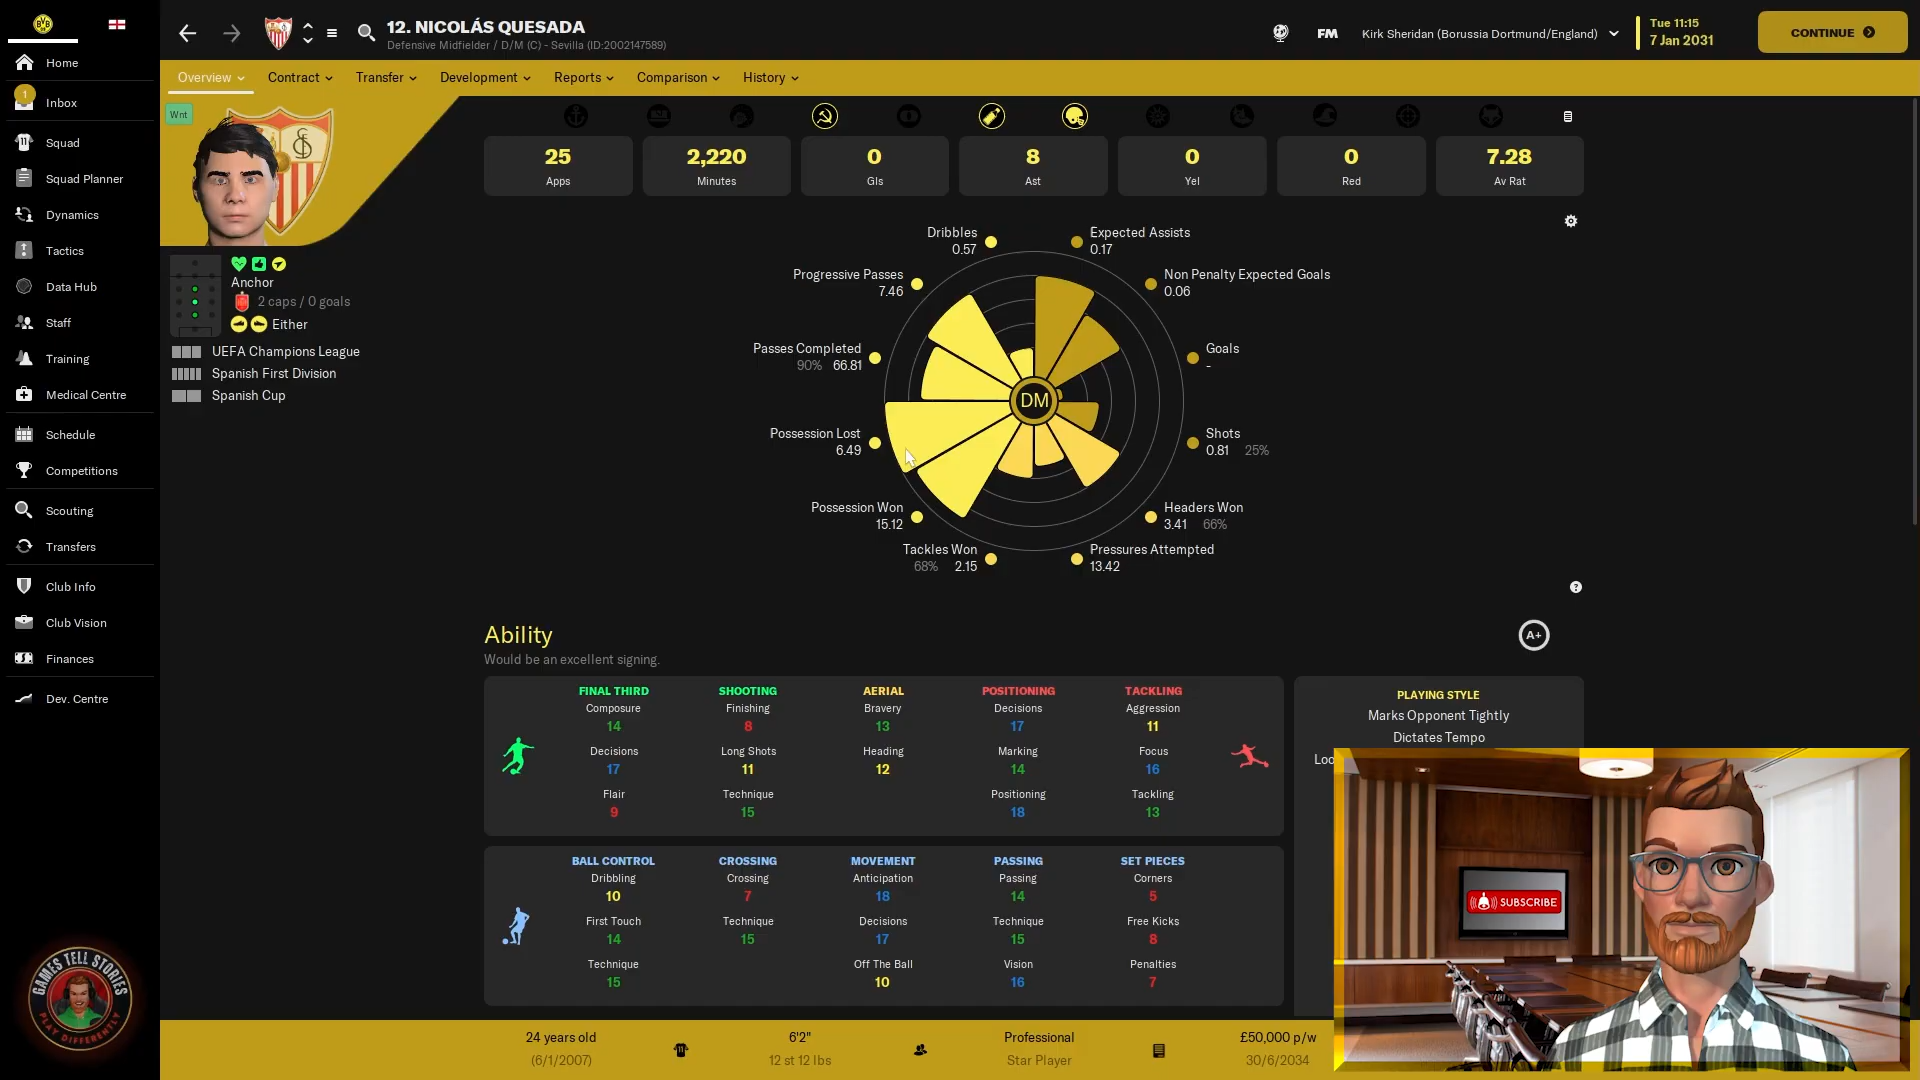 12. NICOLÁS QUESADA
Defensive Midfielder / D/M (C) - Sevilla (ID:2002147589)
FM
Kirk Sheridan (Borussia Dortmund/England)
Tue 11:15
7 Jan 2031
CONTINUE
BVB
09
Home
1
Inbox
Squad
Squad Planner
Dynamics
Tactics
Data Hub
Staff
Training
Medical Centre
Schedule
Competitions
Scouting
Transfers
Club Info
Club Vision
Finances
Dev. Centre
GAMES TELL STORIES
PLAY DIFFERENTLY
Overview
Contract
Transfer
Development
Reports
Comparison
History
Wnt
Anchor
2 caps / 0 goals
Either
UEFA Champions League
Spanish First Division
Spanish Cup
25
Apps
2,220
Minutes
0
Gls
8
Ast
0
Yel
0
Red
7.28
Av Rat
Dribbles
0.57
Expected Assists
0.17
Progressive Passes
7.46
Non Penalty Expected Goals
0.06
Passes Completed
90% 66.81
Goals
-
DM
Possession Lost
6.49
Shots
0.81 25%
Possession Won
15.12
Headers Won
3.41 66%
Tackles Won
68% 2.15
Pressures Attempted
13.42
?
Ability
Would be an excellent signing.
A+
FINAL THIRD SHOOTING AERIAL POSITIONING TACKLING
Composure Finishing Bravery Decisions Aggression
14 8 13 17 11
Decisions Long Shots Heading Marking Focus
17 11 12 14 16
Flair Technique Positioning Tackling
9 15 18 13
BALL CONTROL CROSSING MOVEMENT PASSING SET PIECES
Dribbling Crossing Anticipation Passing Corners
10 7 18 14 5
First Touch Technique Decisions Technique Free Kicks
14 15 17 15 8
Technique Off The Ball Vision Penalties
15 10 16 7
PLAYING STYLE
Marks Opponent Tightly
Dictates Tempo
Loo
SUBSCRIBE
24 years old
(6/1/2007)
6'2"
12 st 12 lbs
Professional
Star Player
£50,000 p/w
30/6/2034